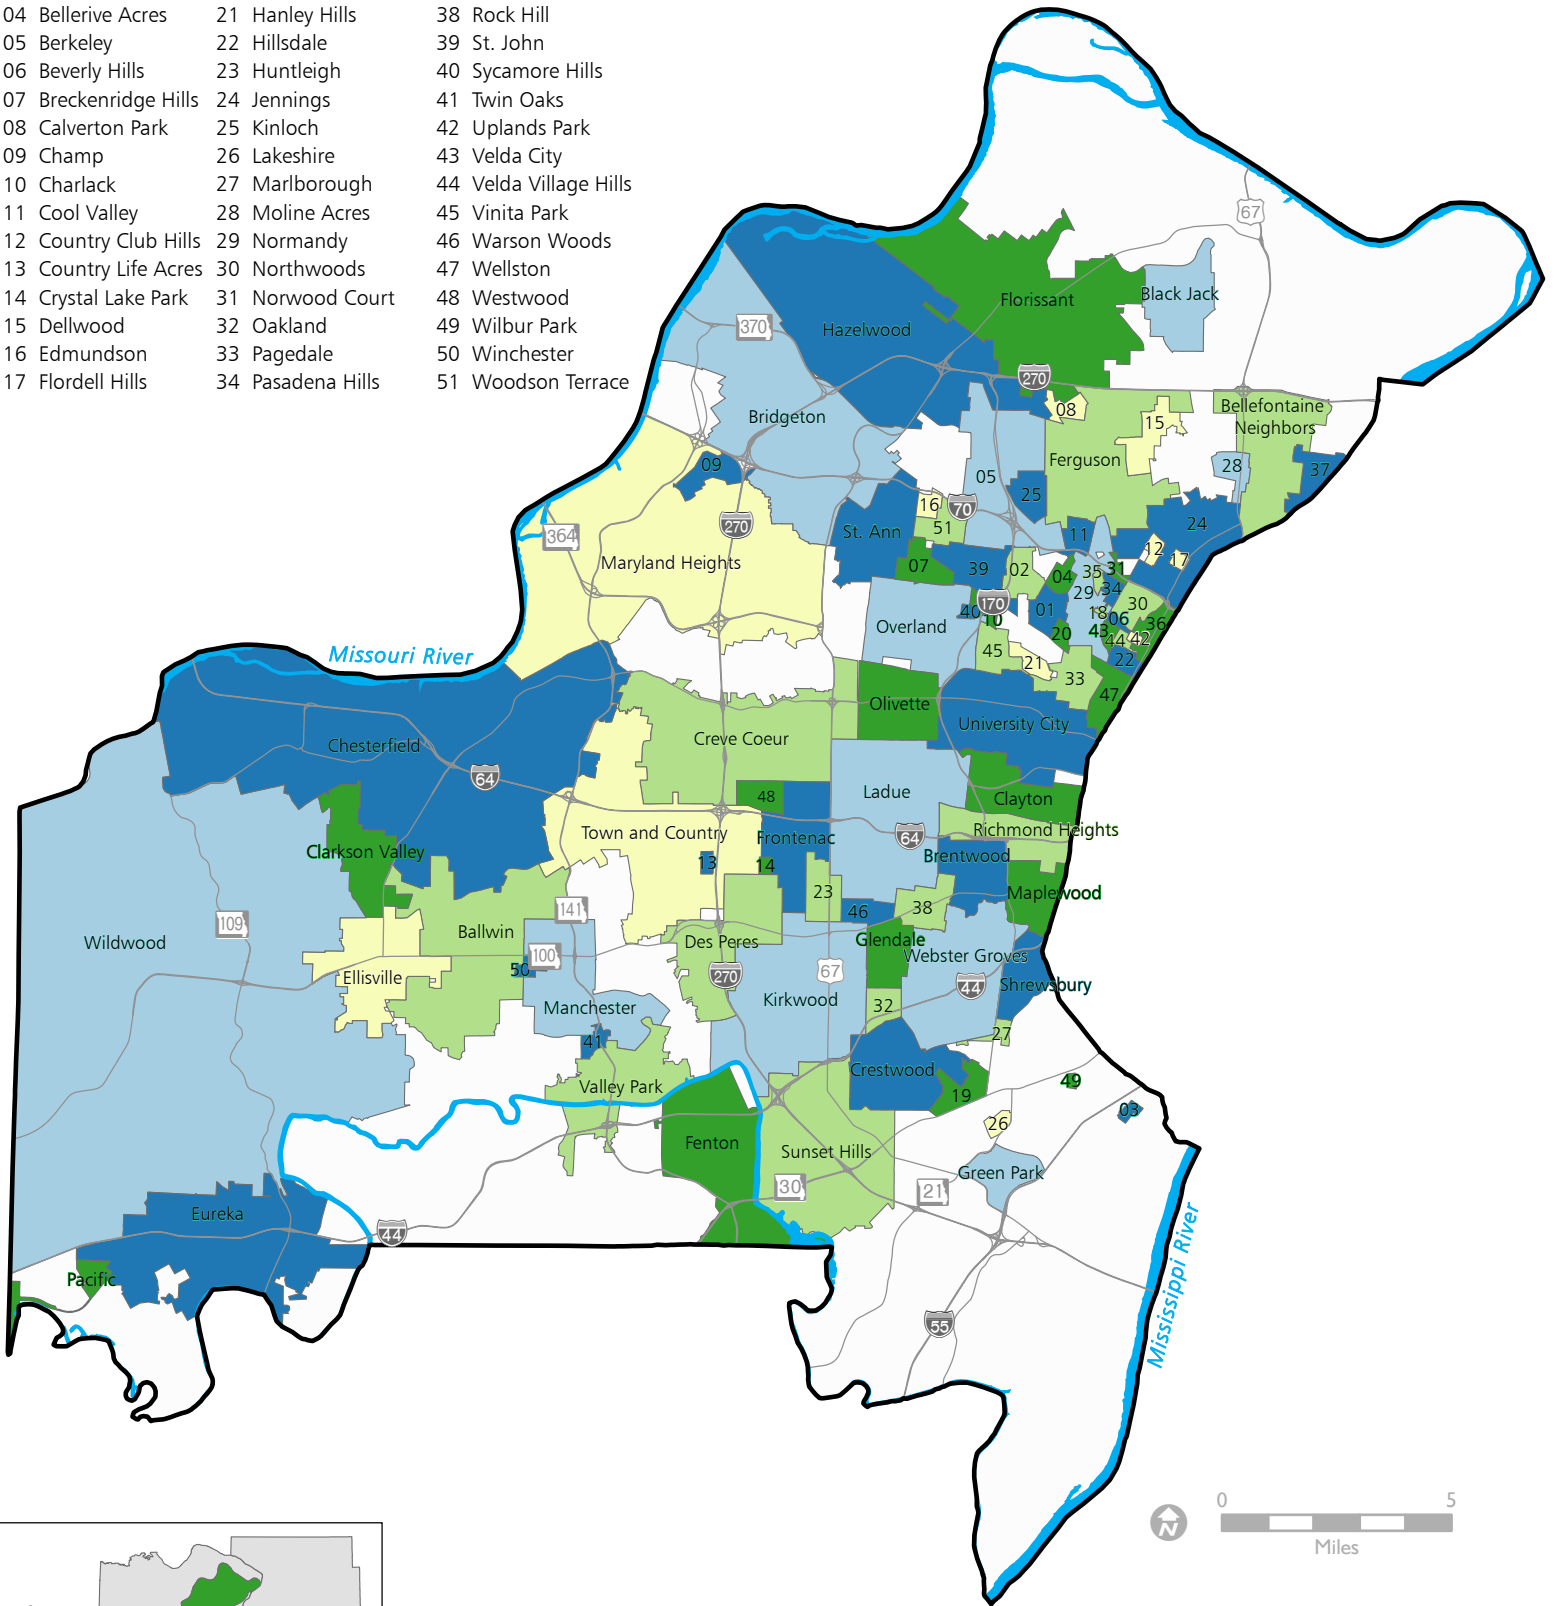 04 Bellerive Acres 21 Hanley Hills 38 Rock Hill
05 Berkeley 22 Hillsdale 39 St. John
06 Beverly Hills 23 Huntleigh 40 Sycamore Hills
07 Breckenridge Hills 24 Jennings 41 Twin Oaks
08 Calverton Park 25 Kinloch 42 Uplands Park
09 Champ 26 Lakeshire 43 Velda City
10 Charlack 27 Marlborough 44 Velda Village Hills
11 Cool Valley 28 Moline Acres 45 Vinita Park
12 Country Club Hills 29 Normandy 46 Warson Woods
13 Country Life Acres 30 Northwoods 47 Wellston
14 Crystal Lake Park 31 Norwood Court 48 Westwood
15 Dellwood 32 Oakland 49 Wilbur Park
16 Edmundson 33 Pagedale 50 Winchester
17 Flordell Hills 34 Pasadena Hills 51 Woodson Terrace
67
Black Jack
Florissant
370
Hazelwood
270
08
Bellefontaine
Neighbors
Bridgeton
15
Ferguson
09
28
37
05
25
16
70
270
51
24
St. Ann
11
364
12
17
Maryland Heights
07
39
02
04
35
31
34
29
170
40
10
01
18
06
30
36
Overland
20
43
44
42
45
21
22
33
47
Missouri River
Olivette
University City
Creve Coeur
Chesterfield
64
48
Ladue
Clayton
Town and Country
Frontenac
64
Richmond Heights
Clarkson Valley
13
14
Brentwood
23
Maplewood
141
46
38
109
Wildwood
Ballwin
Des Peres
Glendale
Webster Groves
100
50
Ellisville
270
67
44
Shrewsbury
Kirkwood
Manchester
32
41
27
Crestwood
Valley Park
19
49
03
26
Fenton
Sunset Hills
Green Park
30
21
Eureka
44
Pacific
55
Mississippi River
0 5
N
Miles